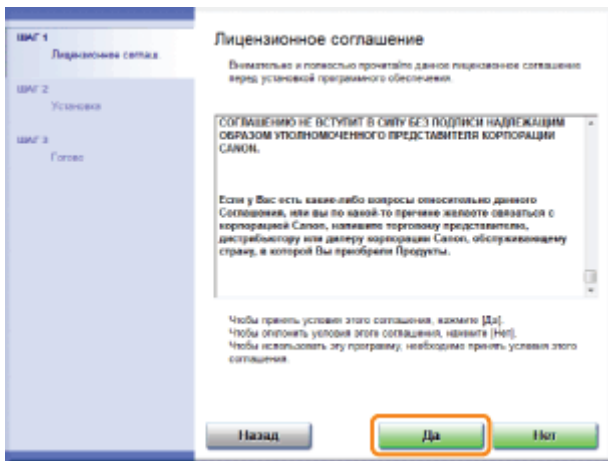 ШАГ 1
Лицензионное соглаш.
ШАГ 2
Установка
ШАГ 3
Готово
Лицензионное соглашение
Внимательно и полностью прочитайте данное лицензионное соглашение
перед установкой программного обеспечения.
СОГЛАШЕНИЮ НЕ ВСТУПИТ В СИЛУ БЕЗ ПОДПИСИ НАДЛЕЖАЩИМ
ОБРАЗОМ УПОЛНОМОЧЕННОГО ПРЕДСТАВИТЕЛЯ КОРПОРАЦИИ
CANON.
Если у Вас есть какие-либо вопросы относительно данного
Соглашения, или вы по какой-то причине желаете связаться с
корпорацией Canon, напишите торговому представителю,
дистрибьютору или дилеру корпорации Canon, обслуживающему
страну, в которой Вы приобрели Продукты.
Чтобы принять условия этого соглашения, нажмите [Да].
Чтобы отклонить условия этого соглашения, нажмите [Нет].
Чтобы использовать эту программу, необходимо принять условия этого
соглашения.
Назад
Да
Нет